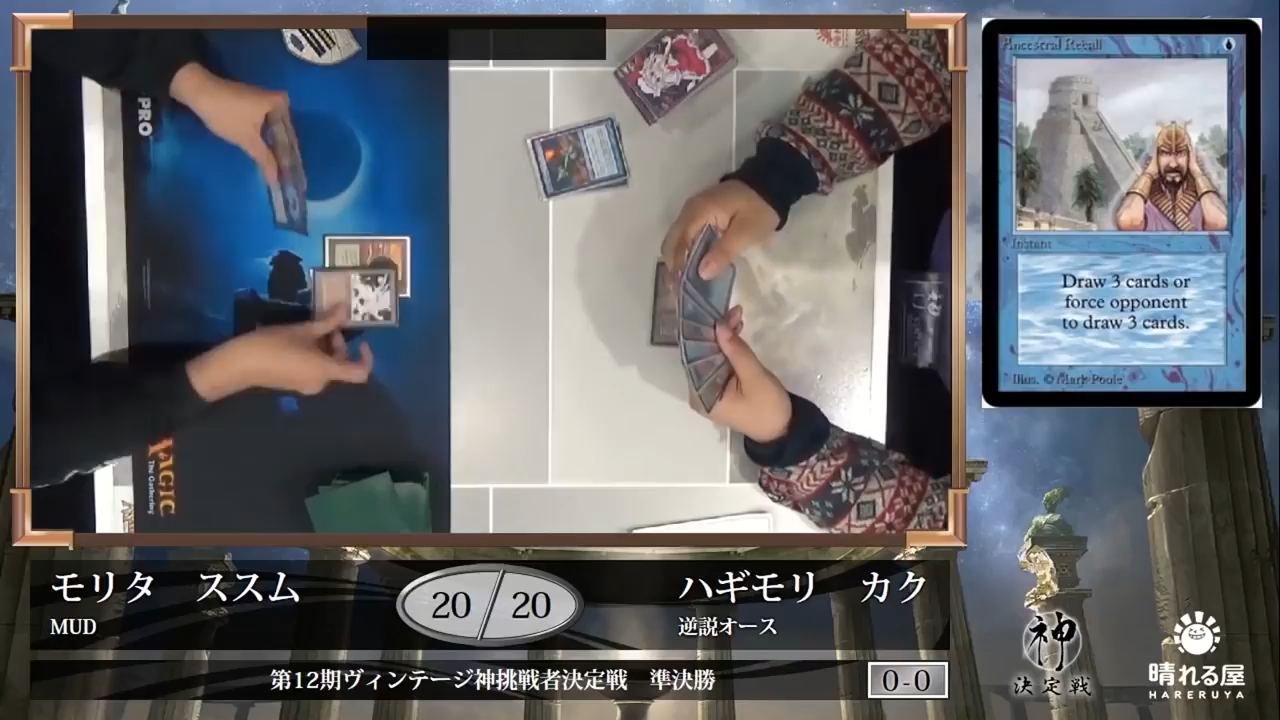 PRO
MAGIC
The Gathering
Ancestral Recall
Instant
Draw 3 cards or
force opponent
to draw 3 cards.
Illus. © Mark Poole
モリタ ススム
MUD
20 / 20
ハギモリ カク
逆説オース
第12期ヴィンテージ神挑戦者決定戦 準決勝
0-0
神
決定戦
晴れる屋
HARERUYA